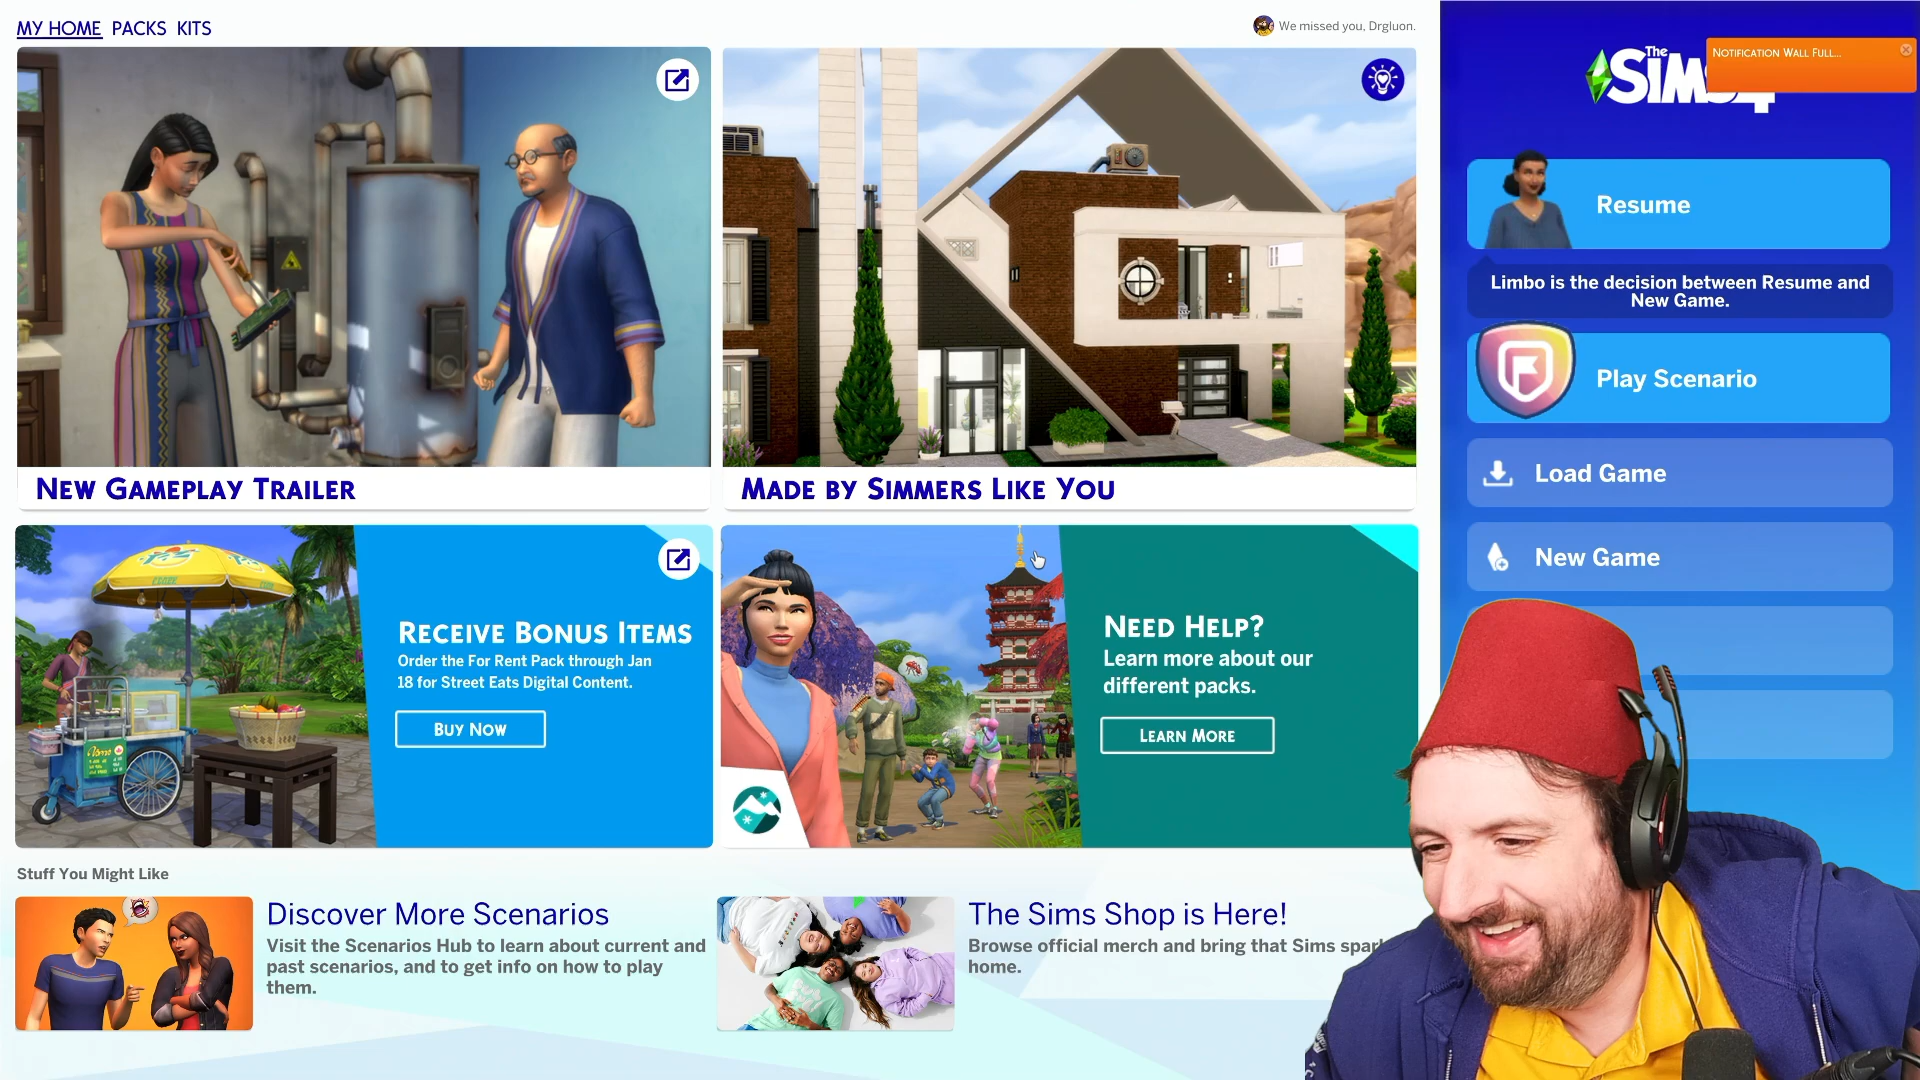 MY HOME PACKS KITS
We missed you, Drgluon.
NEW GAMEPLAY TRAILER
MADE BY SIMMERS LIKE YOU
RECEIVE BONUS ITEMS
Order the For Rent Pack through Jan
18 for Street Eats Digital Content.
BUY NOW
NEED HELP?
Learn more about our
different packs.
LEARN MORE
Stuff You Might Like
Discover More Scenarios
Visit the Scenarios Hub to learn about current and
past scenarios, and to get info on how to play
them.
The Sims Shop is Here!
Browse official merch and bring that Sims spar
home.
The
SIMS 4
NOTIFICATION WALL FULL...
Resume
Limbo is the decision between Resume and
New Game.
Play Scenario
Load Game
New Game